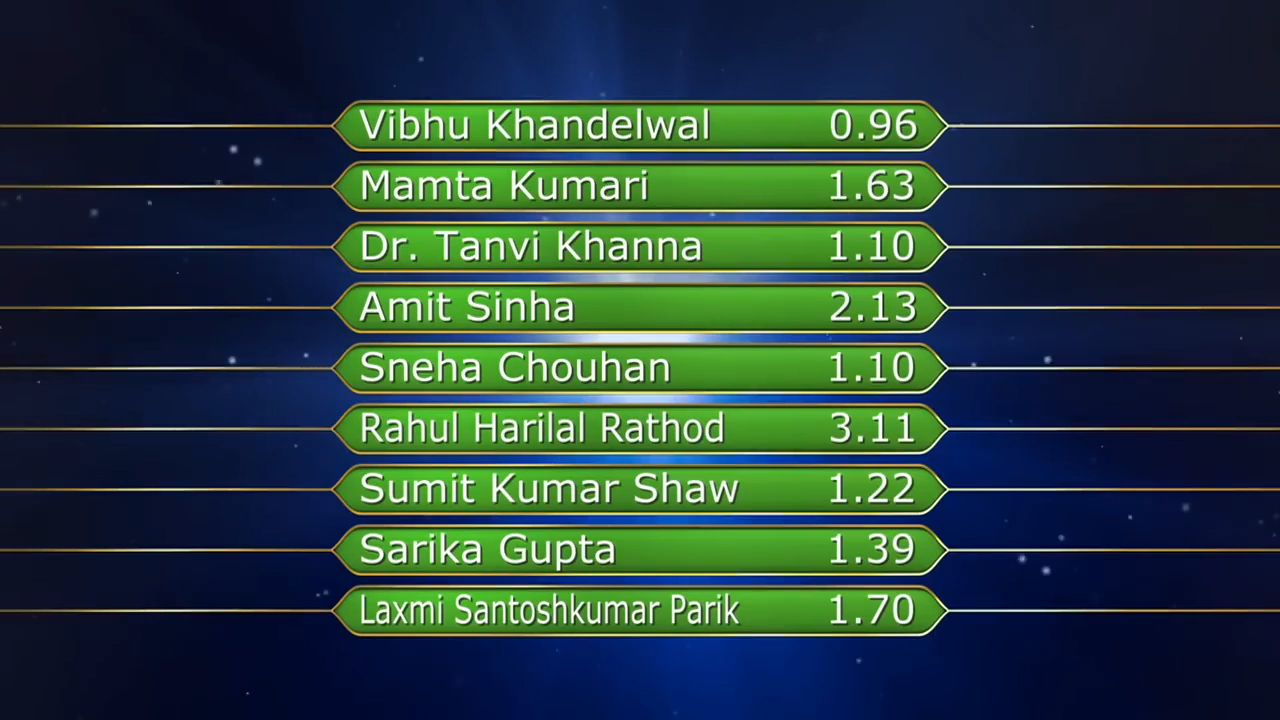 Vibhu Khandelwal 0.96
Mamta Kumari 1.63
Dr. Tanvi Khanna 1.10
Amit Sinha 2.13
Sneha Chouhan 1.10
Rahul Harilal Rathod 3.11
Sumit Kumar Shaw 1.22
Sarika Gupta 1.39
Laxmi Santoshkumar Parik 1.70